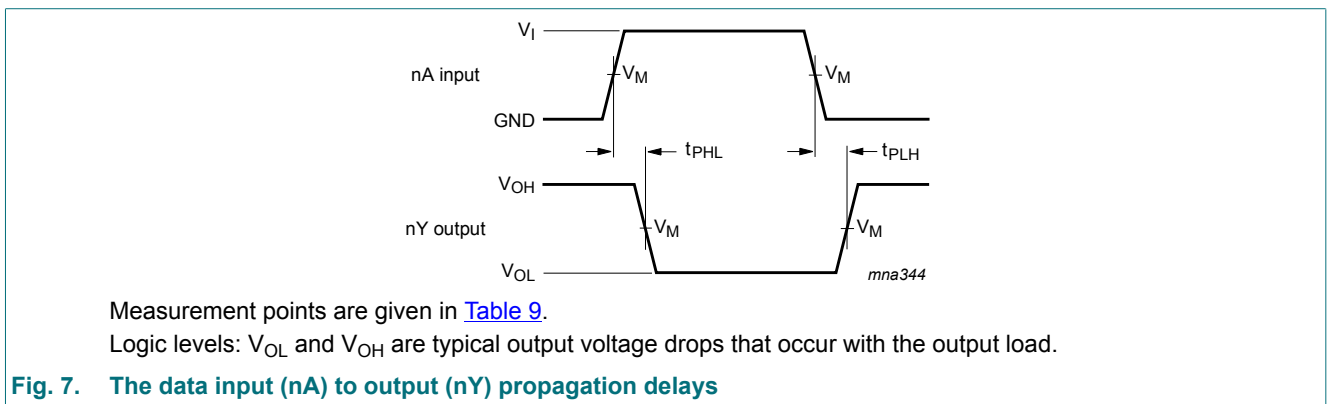 V_I
nA input
V_M
V_M
GND
t_PHL
t_PLH
V_OH
nY output
V_M
V_M
V_OL
mna344
Measurement points are given in Table 9.
Logic levels: V_OL and V_OH are typical output voltage drops that occur with the output load.
Fig. 7. The data input (nA) to output (nY) propagation delays